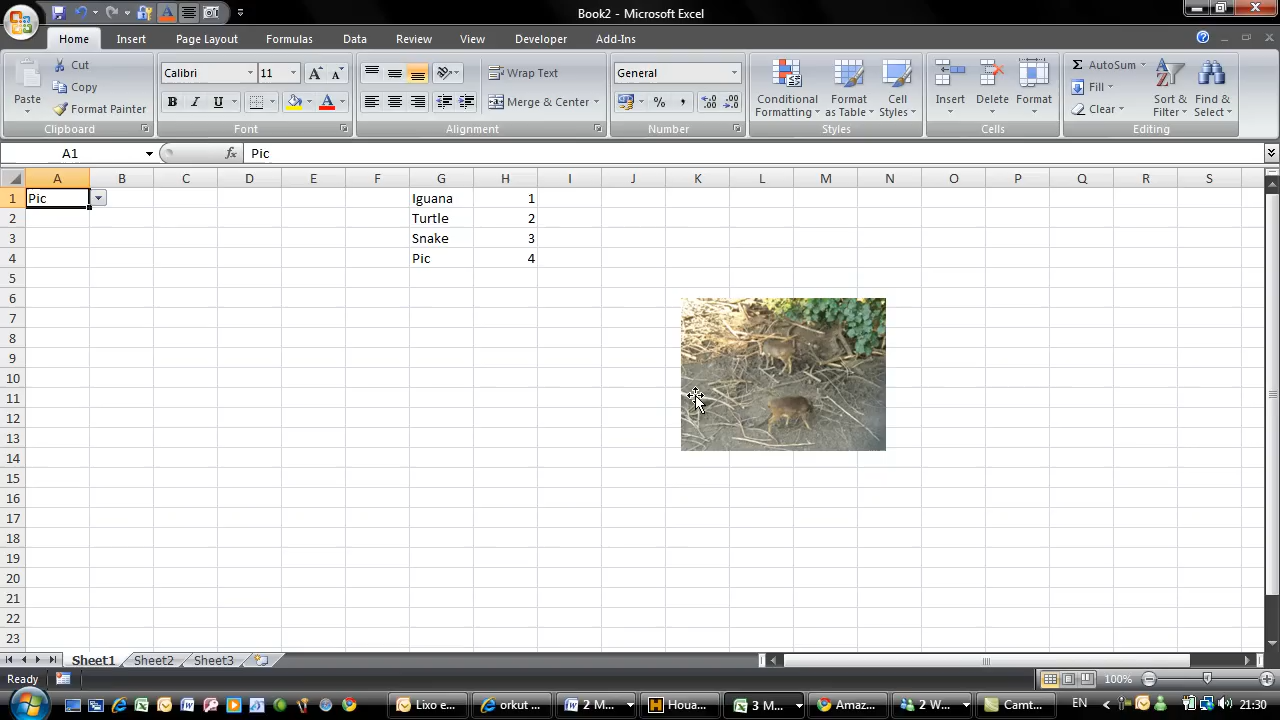 Book2 - Microsoft Excel
Home Insert Page Layout Formulas Data Review View Developer Add-Ins
Paste
Cut
Copy
Format Painter
Clipboard
Calibri 11
B I U
Font
Wrap Text
Merge & Center
Alignment
General
Number
Conditional Formatting
Format as Table
Cell Styles
Styles
Insert Delete Format
Cells
AutoSum
Fill
Clear
Sort & Filter
Find & Select
Editing
A1 fx Pic
A B C D E F G H I J K L M N O P Q R S
1 Pic Iguana 1
2 Turtle 2
3 Snake 3
4 Pic 4
5
6
7
8
9
10
11
12
13
14
15
16
17
18
19
20
21
22
23
Sheet1 Sheet2 Sheet3
Ready 100%
Lixo e... orkut ... 2 M... Houa... 3 M... Amaz... 2 W... Camt... EN 21:30